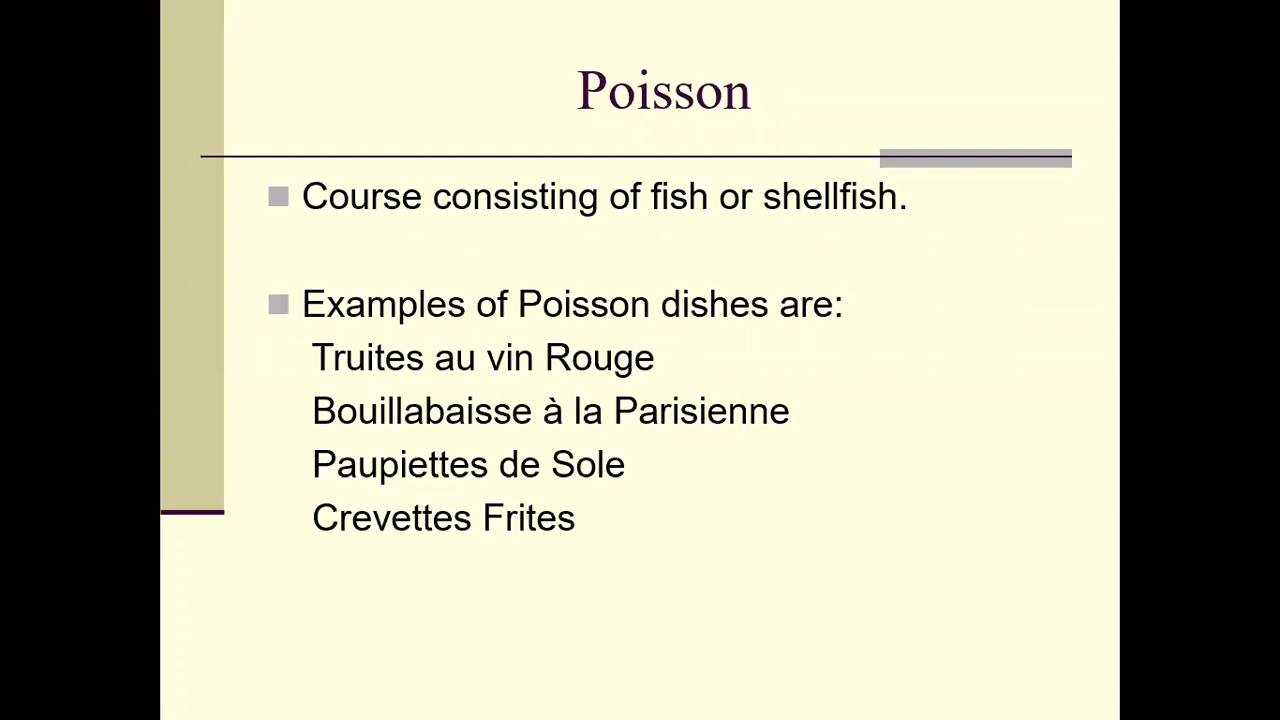 Poisson
Course consisting of fish or shellfish.
Examples of Poisson dishes are:
Truites au vin Rouge
Bouillabaisse à la Parisienne
Paupiettes de Sole
Crevettes Frites